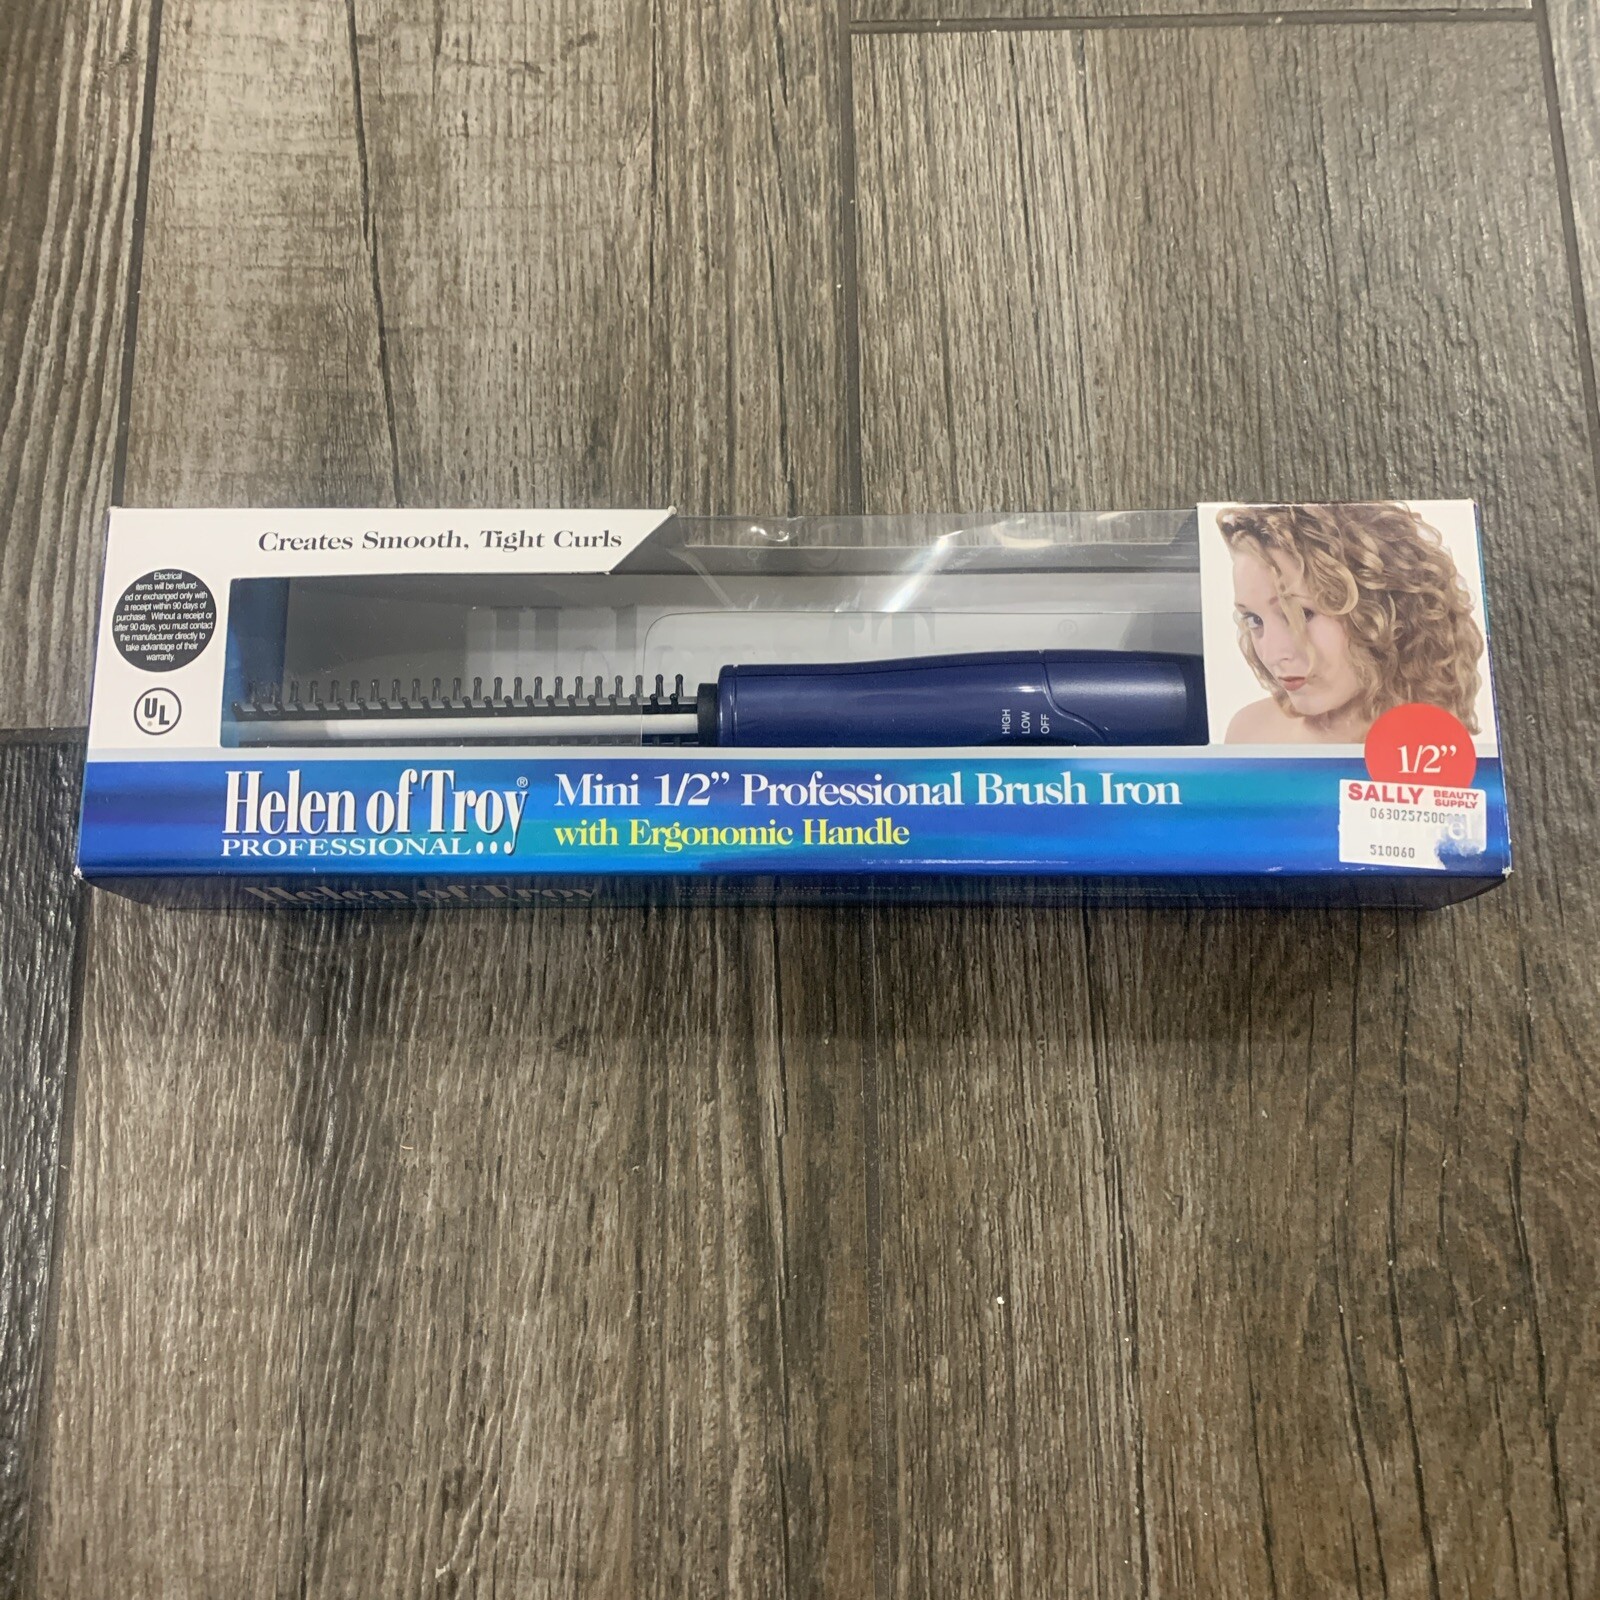 Creates Smooth, Tight Curls
Electrical
items will be refund-
ed or exchanged only with
a receipt within 90 days of
purchase. Without a receipt or
after 90 days, you must contact
the manufacturer directly to
take advantage of their
warranty.
UL
HIGH
LOW
OFF
1/2”
Helen of Troy®
PROFESSIONAL...
Mini 1/2” Professional Brush Iron
with Ergonomic Handle
SALLY BEAUTY
SUPPLY
510060
Helen of Troy